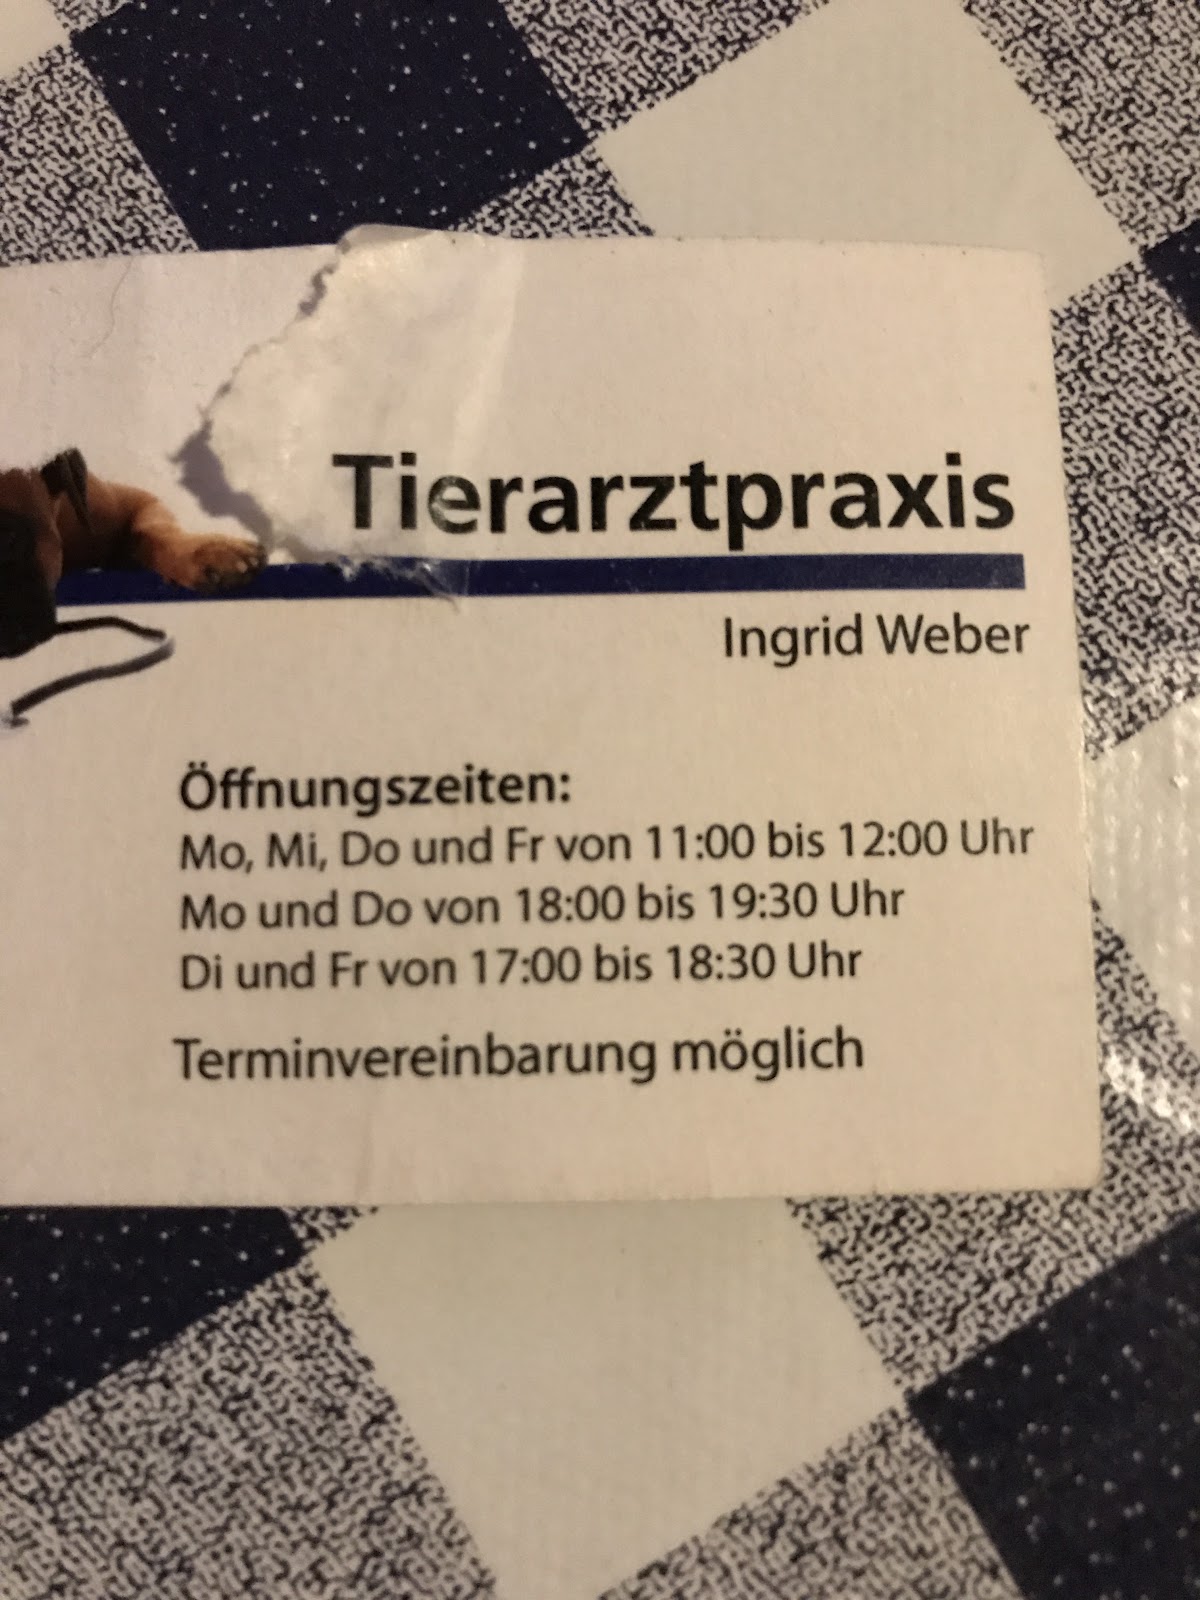 Tierarztpraxis
Ingrid Weber
Öffnungszeiten:
Mo, Mi, Do und Fr von 11:00 bis 12:00 Uhr
Mo und Do von 18:00 bis 19:30 Uhr
Di und Fr von 17:00 bis 18:30 Uhr
Terminvereinbarung möglich